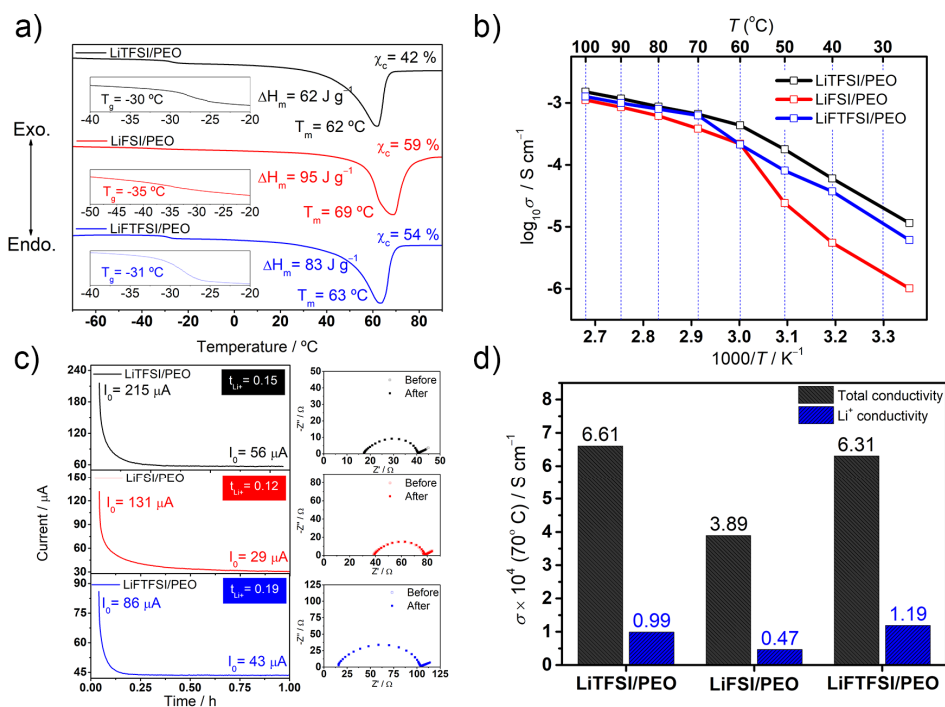 a)
LiTFSI/PEO
χc = 42 %
Tg = -30 ºC
-40 -35 -30 -25 -20
ΔHm = 62 J g⁻¹
Tm = 62 ºC
LiFSI/PEO
χc = 59 %
Tg = -35 ºC
-50 -45 -40 -35 -30
ΔHm = 95 J g⁻¹
Tm = 69 ºC
LiFTFSI/PEO
χc = 54 %
Tg = -31 ºC
-40 -35 -30 -25 -20
ΔHm = 83 J g⁻¹
Tm = 63 ºC
Exo.
Endo.
-60 -40 -20 0 20 40 60 80
Temperature / ºC
b)
T (°C)
100 90 80 70 60 50 40 30
LiTFSI/PEO
LiFSI/PEO
LiFTFSI/PEO
log₁₀σ / S cm⁻¹
-3
-4
-5
-6
2.7 2.8 2.9 3.0 3.1 3.2 3.3
1000/T / K⁻¹
c)
Current / μA
240
180
120
60
LiTFSI/PEO
I₀ = 215 μA
tLi+ = 0.15
I₀ = 56 μA
150
120
90
60
30
LiFSI/PEO
I₀ = 131 μA
tLi+ = 0.12
I₀ = 29 μA
90
75
60
45
LiFTFSI/PEO
I₀ = 86 μA
tLi+ = 0.19
I₀ = 43 μA
0.00 0.25 0.50 0.75 1.00
Time / h
-Z'' / Ω
50
40
30
20
10
0
Before
After
0 10 20 30 40 50
Z' / Ω
-Z'' / Ω
80
60
40
20
0
Before
After
0 20 40 60 80
Z' / Ω
-Z'' / Ω
125
100
75
50
25
0
Before
After
0 25 50 75 100 125
Z' / Ω
d)
Total conductivity
Li⁺ conductivity
σ × 10⁴ (70° C) / S cm⁻¹
8
7
6
5
4
3
2
1
0
6.61
0.99
3.89
0.47
6.31
1.19
LiTFSI/PEO LiFSI/PEO LiFTFSI/PEO